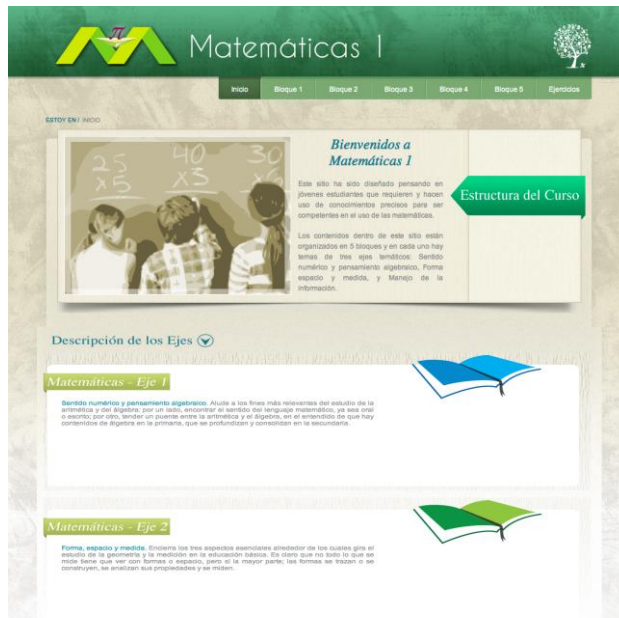 π
Matemáticas 1
Inicio
Bloque 1
Bloque 2
Bloque 3
Bloque 4
Bloque 5
Ejercicios
ESTOY EN / INICIO
25
x5
40
x3
30
Bienvenidos a
Matemáticas 1
Este sitio ha sido diseñado pensando en
jóvenes estudiantes que requieren y hacen
uso de conocimientos precisos para ser
competentes en el uso de las matemáticas.
Los contenidos dentro de este sitio están
organizados en 5 bloques y en cada uno hay
temas de tres ejes temáticos: Sentido
numérico y pensamiento algebraico, Forma
espacio y medida, y Manejo de la
información.
Estructura del Curso
Descripción de los Ejes
Matemáticas - Eje 1
Sentido numérico y pensamiento algebraico. Alude a los fines más relevantes del estudio de la
aritmética y del álgebra: por un lado, encontrar el sentido del lenguaje matemático, ya sea oral
o escrito; por otro, tender un puente entre la aritmética y el álgebra, en el entendido de que hay
contenidos de álgebra en la primaria, que se profundizan y consolidan en la secundaria.
Matemáticas - Eje 2
Forma, espacio y medida. Encierra los tres aspectos esenciales alrededor de los cuales gira el
estudio de la geometría y la medición en la educación básica. Es claro que no todo lo que se
mide tiene que ver con formas o espacio, pero sí la mayor parte; las formas se trazan o se
construyen, se analizan sus propiedades y se miden.